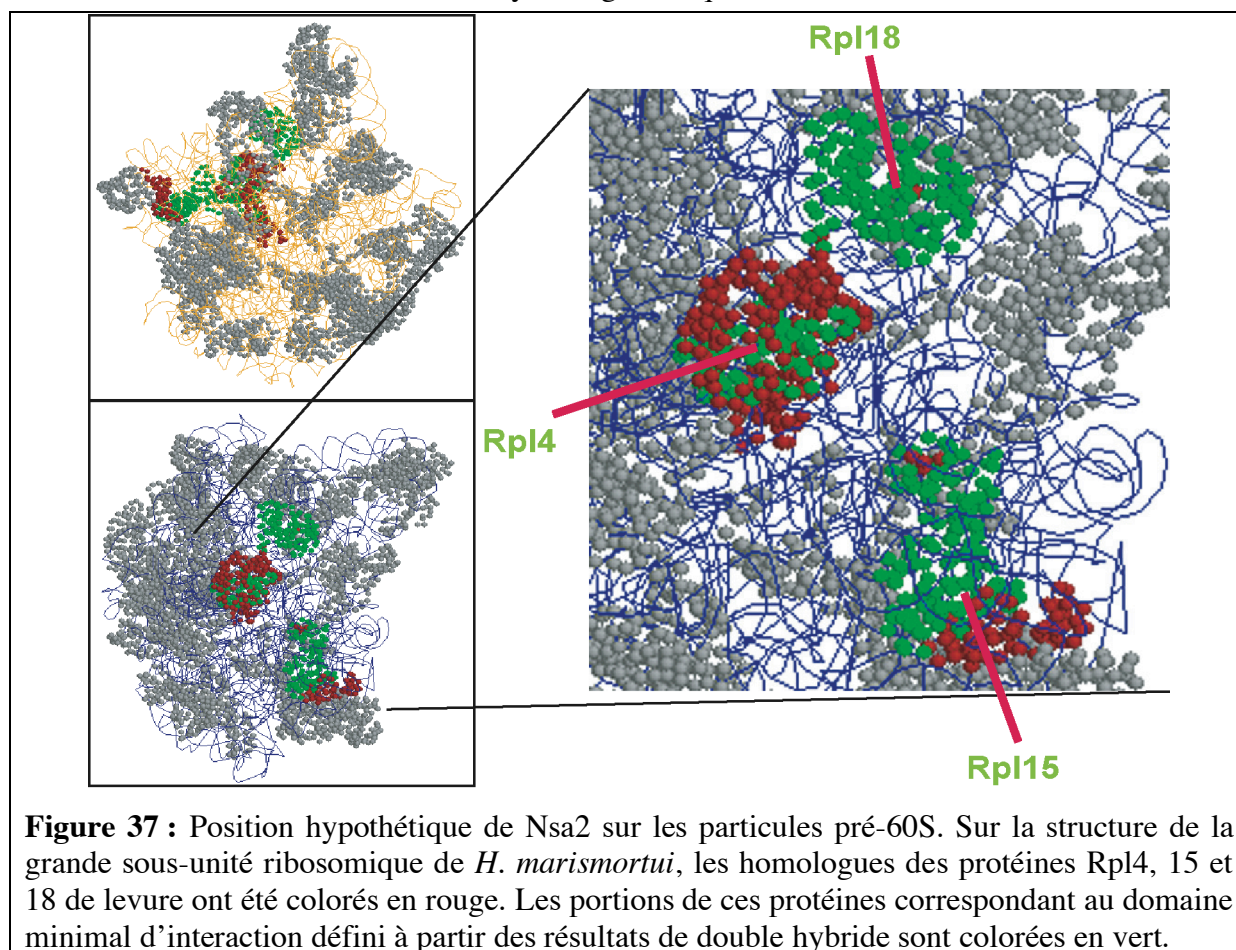 Rpl18
Rpl4
Rpl15
Figure 37 : Position hypothétique de Nsa2 sur les particules pré-60S. Sur la structure de la
grande sous-unité ribosomique de H. marismortui, les homologues des protéines Rpl4, 15 et
18 de levure ont été colorés en rouge. Les portions de ces protéines correspondant au domaine
minimal d'interaction défini à partir des résultats de double hybride sont colorées en vert.